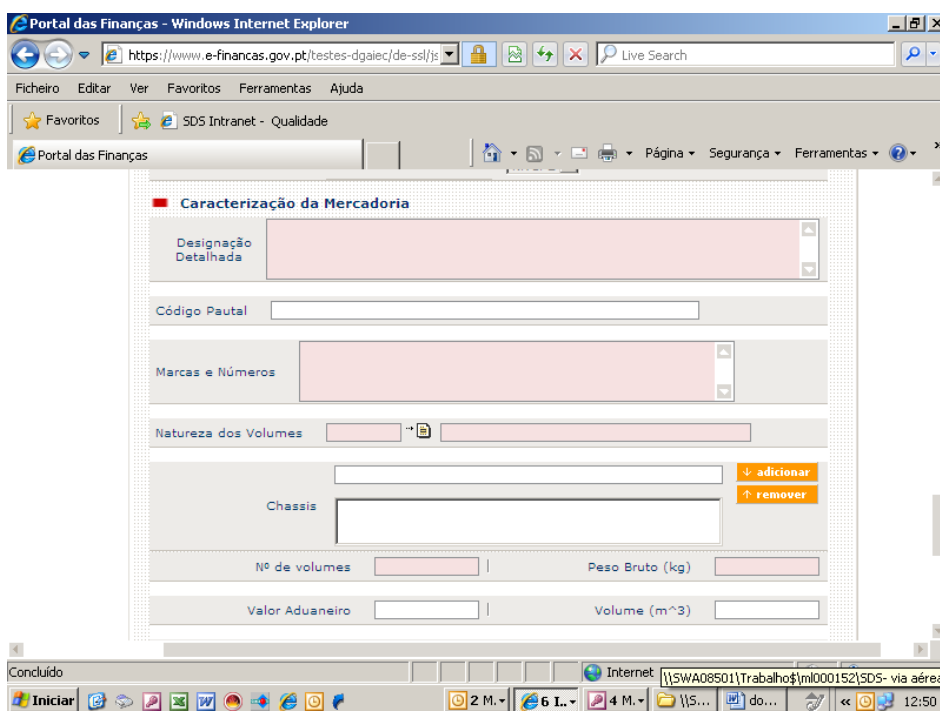 Portal das Finanças - Windows Internet Explorer
https://www.e-financas.gov.pt/testes-dgaiec/de-ssl/js
Live Search
Ficheiro Editar Ver Favoritos Ferramentas Ajuda
Favoritos SDS Intranet - Qualidade
Portal das Finanças Página Segurança Ferramentas
Caracterização da Mercadoria
Designação
Detalhada
Código Pautal
Marcas e Números
Natureza dos Volumes
adicionar
Chassis
remover
Nº de volumes Peso Bruto (kg)
Valor Aduaneiro Volume (m^3)
Concluído Internet
\\SWA08501\Trabalho$\ml000152\SDS- via aérea
Iniciar 2 M. 6 I.. 4 M. \\S... do... « 12:50